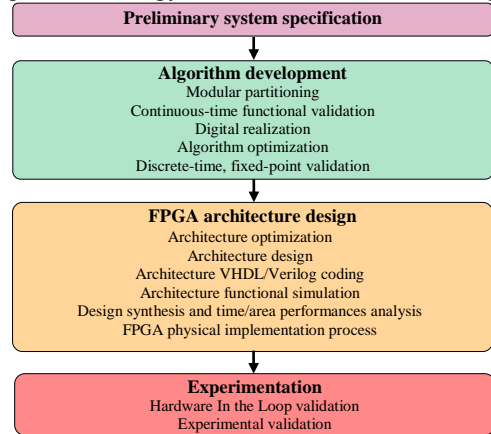 Preliminary system specification
Algorithm development
Modular partitioning
Continuous-time functional validation
Digital realization
Algorithm optimization
Discrete-time, fixed-point validation
FPGA architecture design
Architecture optimization
Architecture design
Architecture VHDL/Verilog coding
Architecture functional simulation
Design synthesis and time/area performances analysis
FPGA physical implementation process
Experimentation
Hardware In the Loop validation
Experimental validation